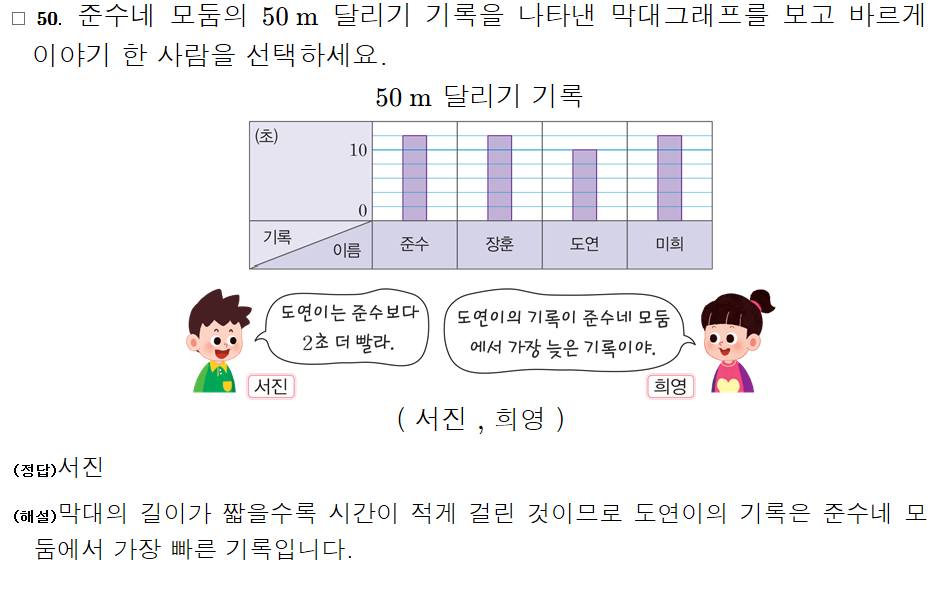 □ 50. 준수네 모둠의 50 m 달리기 기록을 나타낸 막대그래프를 보고 바르게
이야기 한 사람을 선택하세요.
50 m 달리기 기록
(초)
10
0
기록
이름
준수
장훈
도연
미희
도연이는 준수보다
2초 더 빨라.
서진
도연이의 기록이 준수네 모둠
에서 가장 늦은 기록이야.
희영
( 서진 , 희영 )
(정답)서진
(해설)막대의 길이가 짧을수록 시간이 적게 걸린 것이므로 도연이의 기록은 준수네 모
둠에서 가장 빠른 기록입니다.